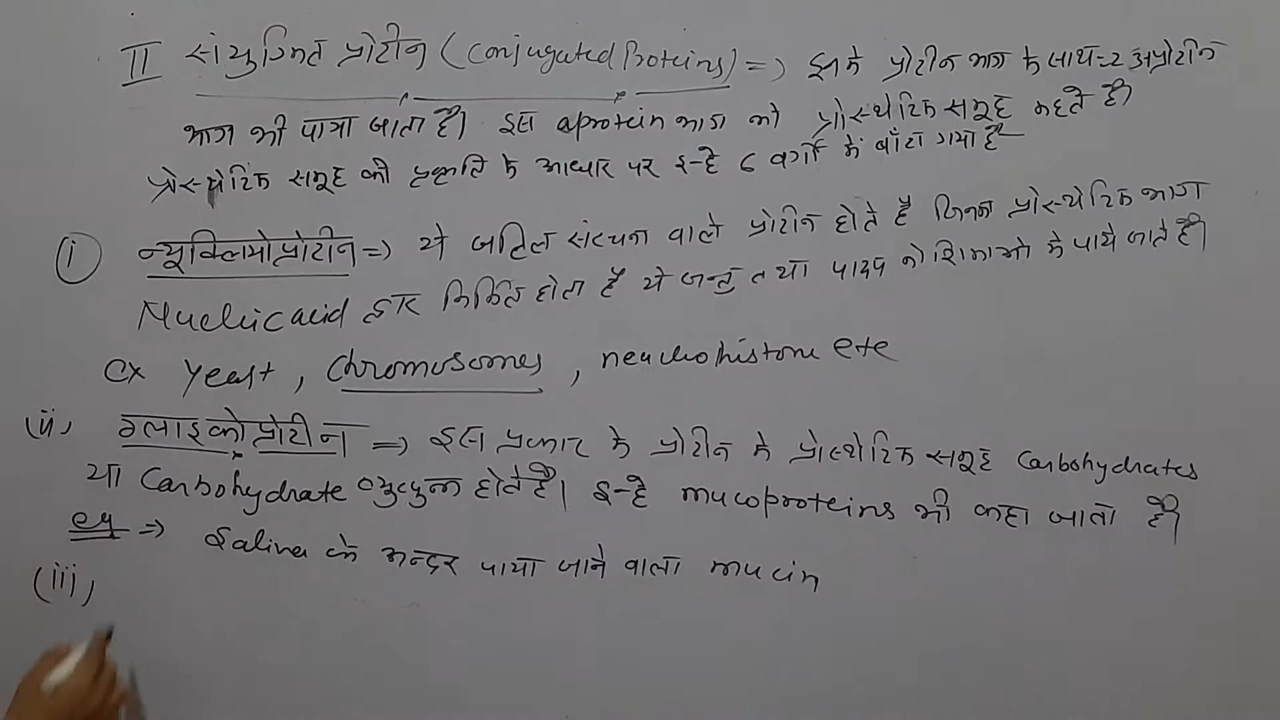 II संयुग्मित प्रोटीन (Conjugated Proteins) => इनमे प्रोटीन भाग के साथ-2 अप्रोटीन
भाग भी पाया जाता है। इस aprotein भाग को प्रोस्थेटिक समूह कहते है।
प्रोस्थेटिक समूह की प्रकृति के आधार पर इन्हे 6 वर्गो में बाँटा गया है
(i) न्यूक्लियोप्रोटीन => ये जटिल संरचना वाले प्रोटीन होते है जिनका प्रोस्थेटिक भाग
Nucleic acid द्वारा निर्मित होता है ये जन्तु तथा पादप कोशिकाओ मे पाये जाते है।
ex yeast, Chromosomes, neucleohistone etc
(ii) ग्लाइकोप्रोटीन => इस प्रकार के प्रोटीन मे प्रोस्थेटिक समूह Carbohydrates
या Carbohydrate व्युत्पन्न होते है। इन्हे mucoproteins भी कहा जाता है।
eg => Saliva के अन्दर पाया जाने वाला mucin
(iii)